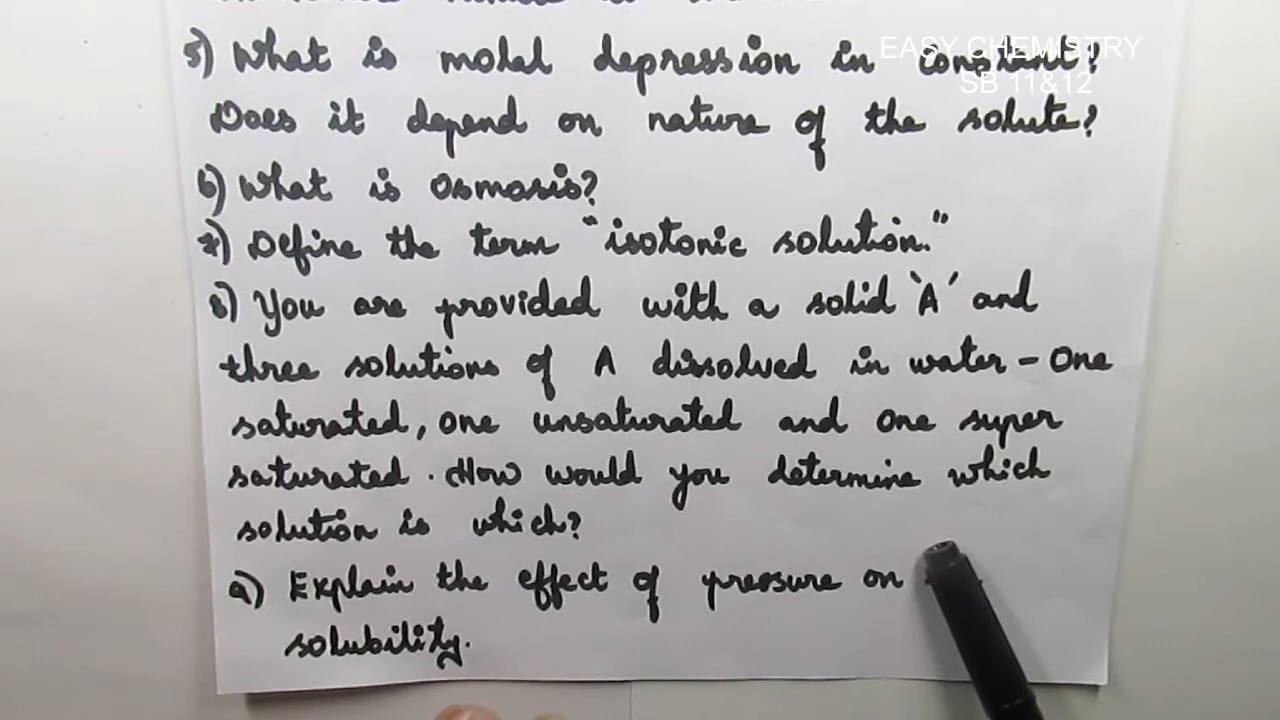 EASY CHEMISTRY
SB 11&12
5) What is molal depression in constant?
Does it depend on nature of the solute?
6) What is Osmosis?
7) Define the term "isotonic solution."
8) You are provided with a solid 'A' and
three solutions of A dissolved in water - One
saturated, one unsaturated and one super
saturated. How would you determine which
solution is which?
9) Explain the effect of pressure on
solubility.